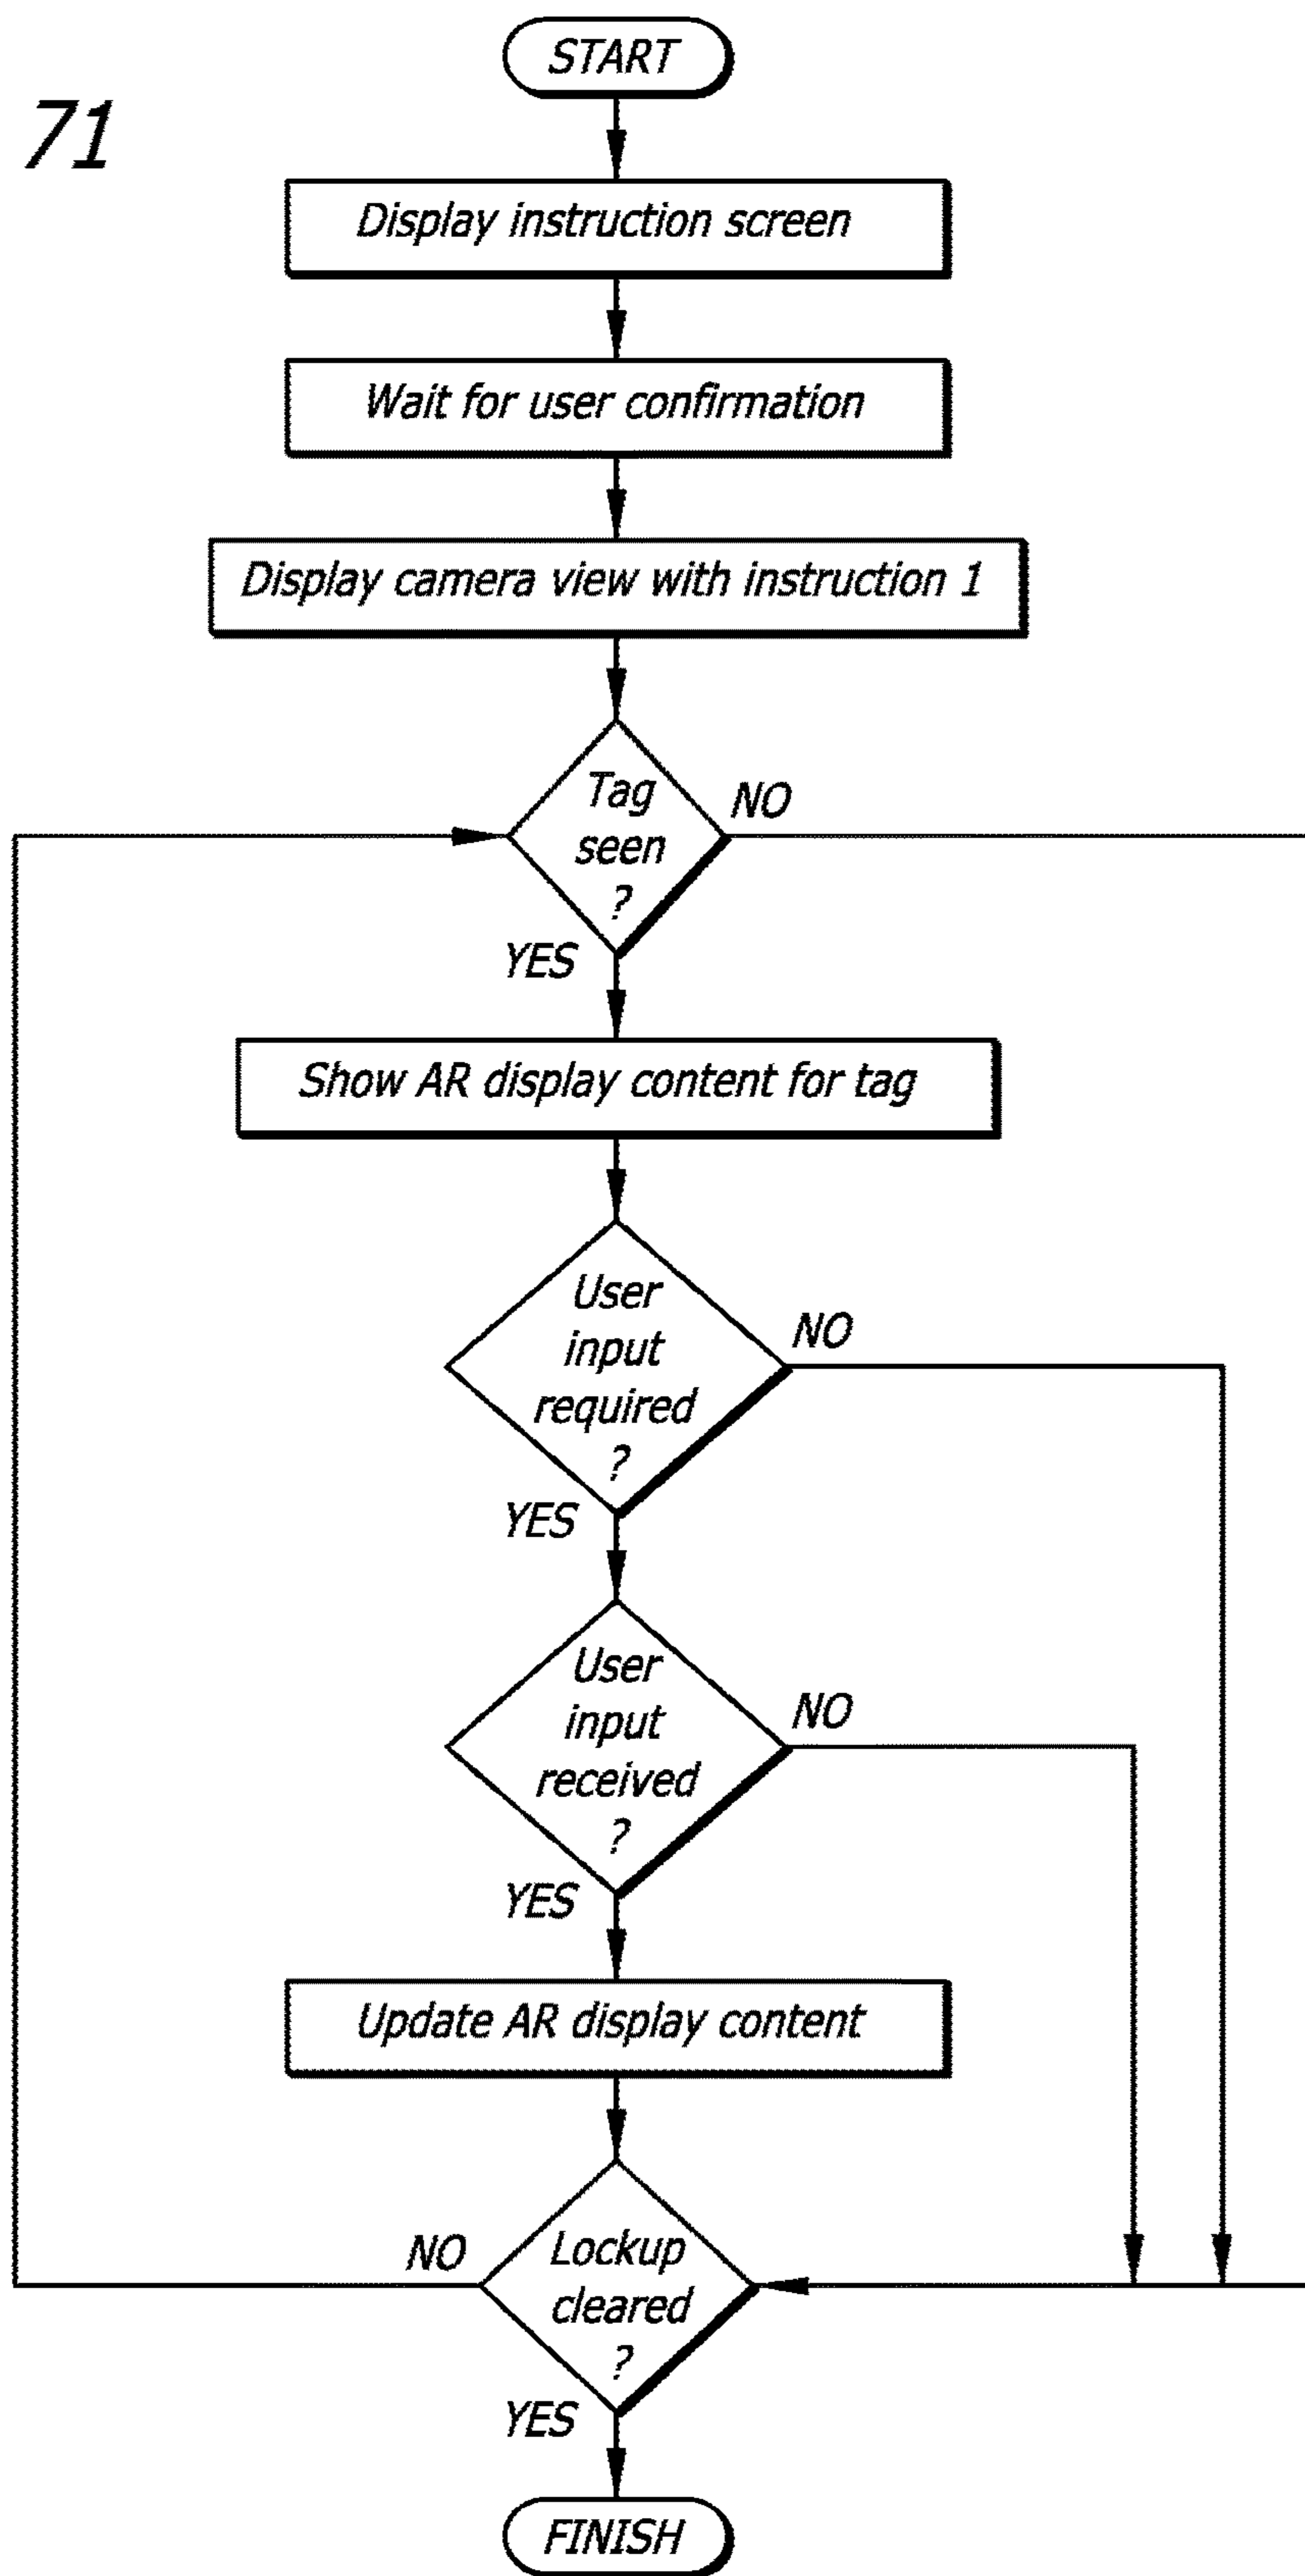 START
71
Display instruction screen
Wait for user confirmation
Display camera view with instruction 1
Tag
seen
?
NO
YES
Show AR display content for tag
User
input
required
?
NO
YES
User
input
received
?
NO
YES
Update AR display content
NO
Lockup
cleared
?
YES
FINISH